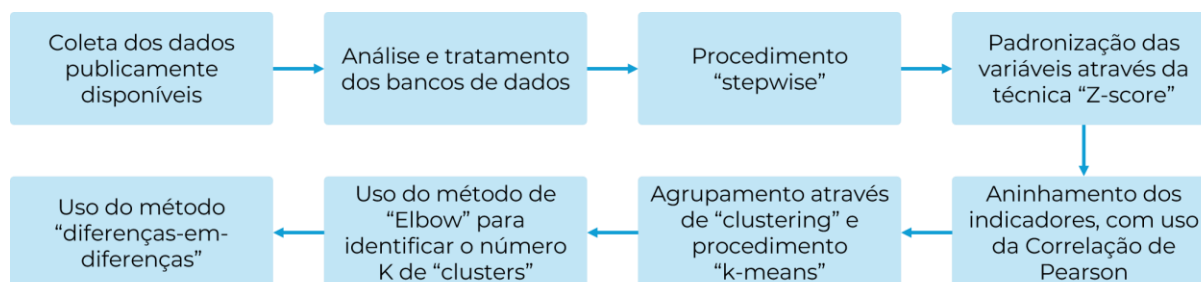 Coleta dos dados
publicamente
disponíveis
Análise e tratamento
dos bancos de dados
Procedimento
“stepwise”
Padronização das
variáveis através da
técnica “Z-score”
Aninhamento dos
indicadores, com uso
da Correlação de
Pearson
Agrupamento através
de “clustering” e
procedimento
“k-means”
Uso do método de
“Elbow” para
identificar o número
K de “clusters”
Uso do método
“diferenças-em-
diferenças”